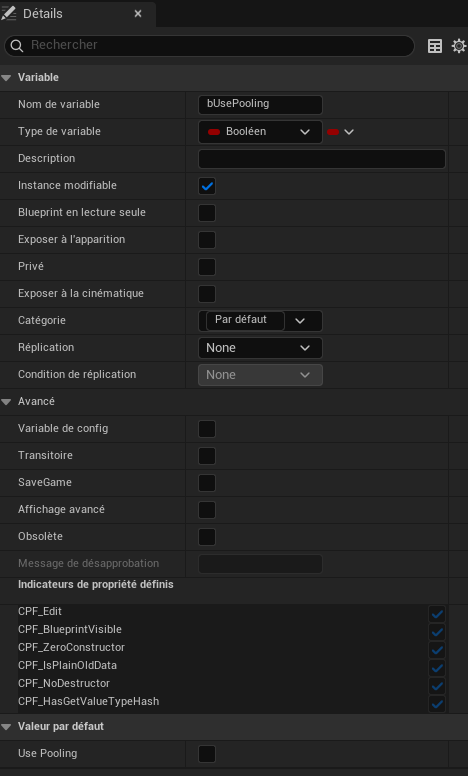 Détails
Rechercher
Variable
Nom de variable bUsePooling
Type de variable Booléen
Description
Instance modifiable
Blueprint en lecture seule
Exposer à l'apparition
Privé
Exposer à la cinématique
Catégorie Par défaut
Réplication None
Condition de réplication None
Avancé
Variable de config
Transitoire
SaveGame
Affichage avancé
Obsolète
Message de désapprobation
Indicateurs de propriété définis
CPF_Edit
CPF_BlueprintVisible
CPF_ZeroConstructor
CPF_IsPlainOldData
CPF_NoDestructor
CPF_HasGetValueTypeHash
Valeur par défaut
Use Pooling